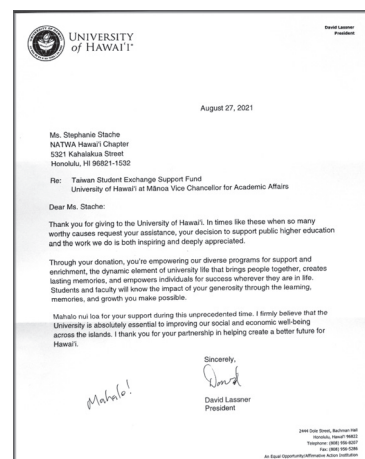 UNIVERSITY
of HAWAI'I®
David Lassner
President
August 27, 2021
Ms. Stephanie Stache
NATWA Hawai'i Chapter
5321 Kahalakua Street
Honolulu, HI 96821-1532
Re: Taiwan Student Exchange Support Fund
University of Hawai'i at Mānoa Vice Chancellor for Academic Affairs
Dear Ms. Stache:
Thank you for giving to the University of Hawai'i. In times like these when so many
worthy causes request your assistance, your decision to support public higher education
and the work we do is both inspiring and deeply appreciated.
Through your donation, you're empowering our diverse programs for support and
enrichment, the dynamic element of university life that brings people together, creates
lasting memories, and empowers individuals for success wherever they are in life.
Students and faculty will know the impact of your generosity through the learning,
memories, and growth you make possible.
Mahalo nui loa for your support during this unprecedented time. I firmly believe that the
University is absolutely essential to improving our social and economic well-being
across the islands. I thank you for your partnership in helping create a better future for
Hawai'i.
Sincerely,
Mahalo!
David
David Lassner
President
2444 Dole Street, Bachman Hall
Honolulu, Hawai'i 96822
Telephone: (808) 956-8207
Fax: (808) 956-5286
An Equal Opportunity/Affirmative Action Institution